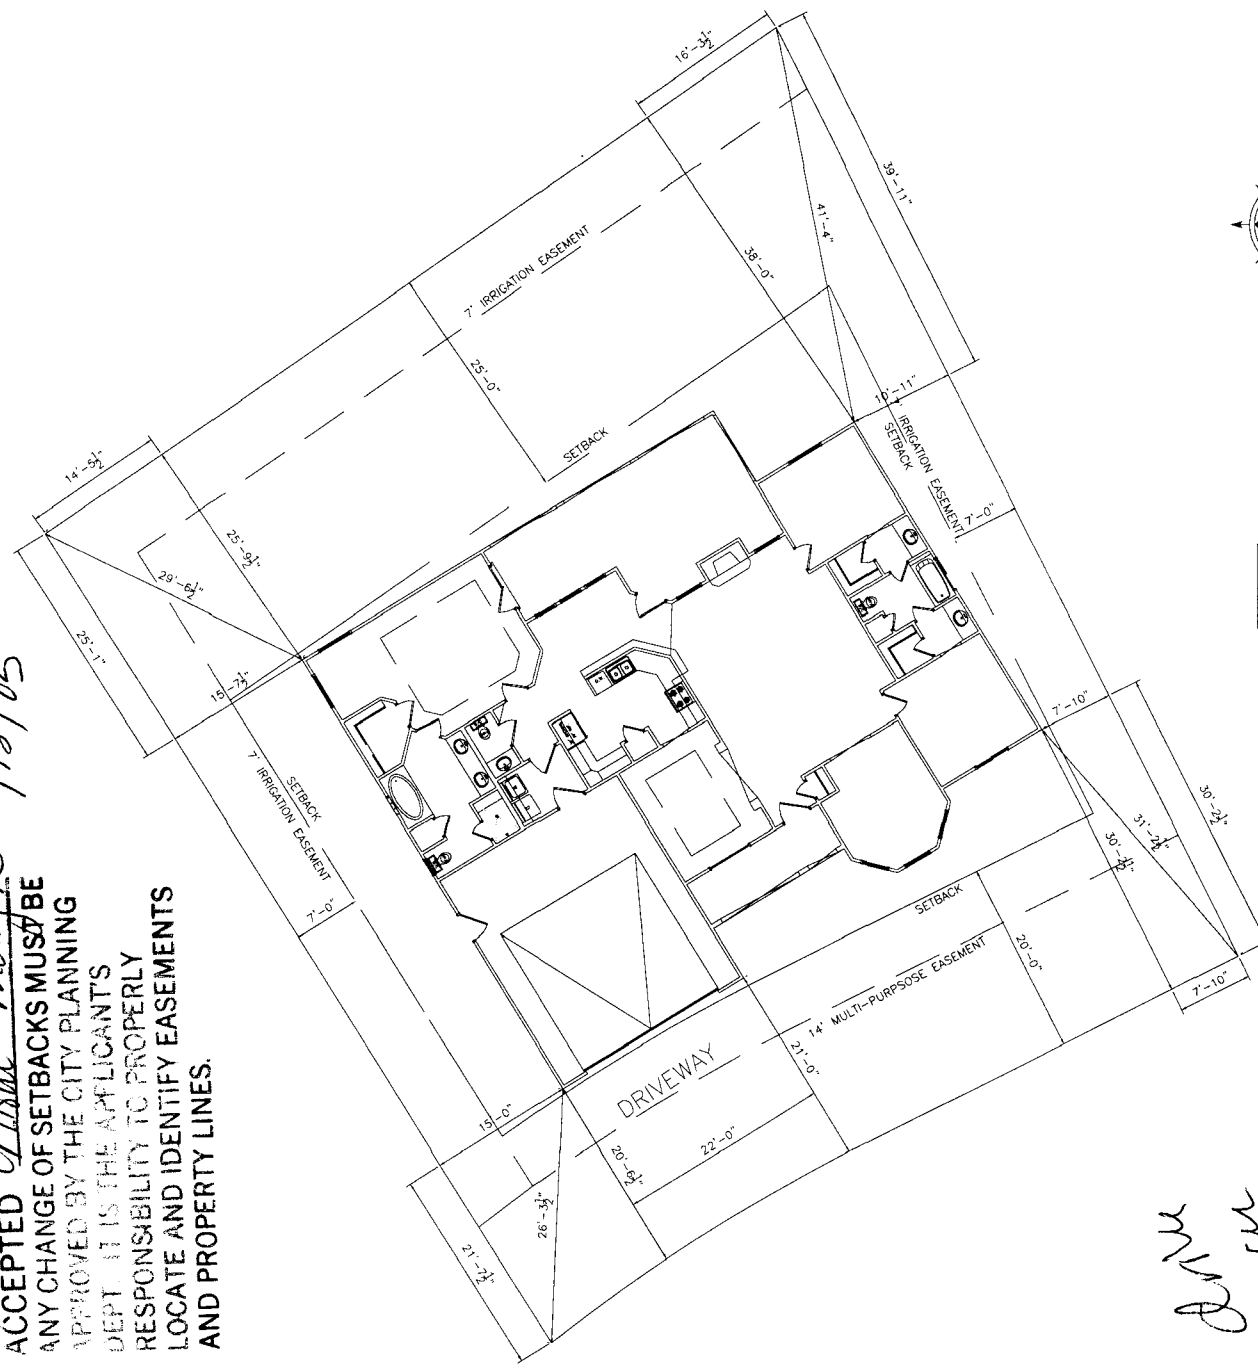 ACCEPTED
ANY CHANGE OF SETBACKS MUST BE
APPROVED BY THE CITY PLANNING
DEPT. IT IS THE APPLICANT'S
RESPONSIBILITY TO PROPERLY
LOCATE AND IDENTIFY EASEMENTS
AND PROPERTY LINES.
16'-3½"
39'-11"
41'-4"
38'-0"
7' IRRIGATION EASEMENT
25'-0"
SETBACK
14'-5½"
25'-9½"
29'-6½"
25'-1"
15'-7½"
10'-11"
IRRIGATION EASEMENT
SETBACK
7'-0"
SETBACK
7' IRRIGATION EASEMENT
7'-0"
7'-10"
30'-2½"
31'-2½"
30'-2½"
SETBACK
14' MULTI-PURPSOSE EASEMENT
20'-0"
7'-10"
21'-0"
DRIVEWAY
22'-0"
15'-0"
20'-6½"
26'-3½"
21'-7½"